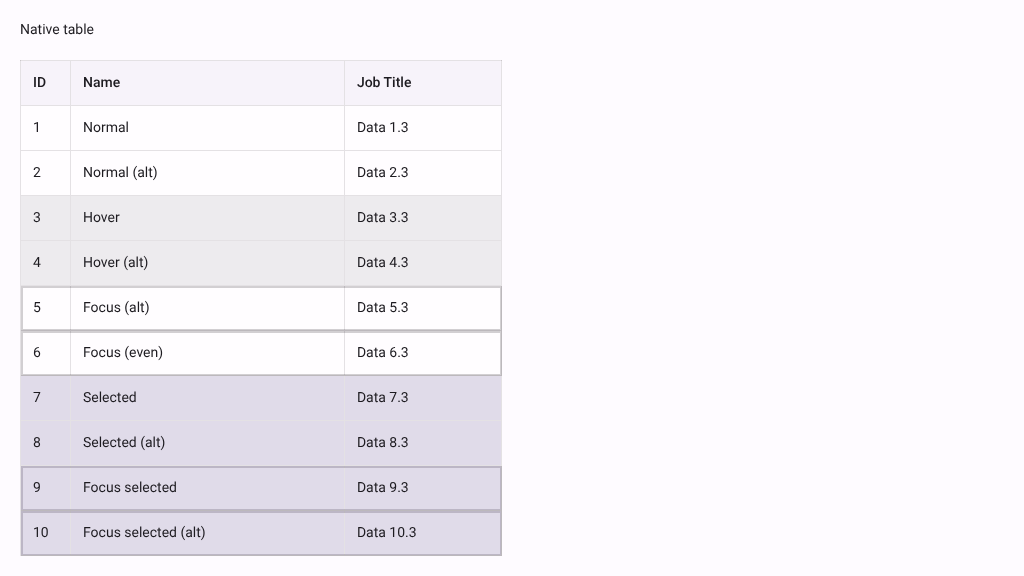 Native table
ID Name Job Title
1 Normal Data 1.3
2 Normal (alt) Data 2.3
3 Hover Data 3.3
4 Hover (alt) Data 4.3
5 Focus (alt) Data 5.3
6 Focus (even) Data 6.3
7 Selected Data 7.3
8 Selected (alt) Data 8.3
9 Focus selected Data 9.3
10 Focus selected (alt) Data 10.3